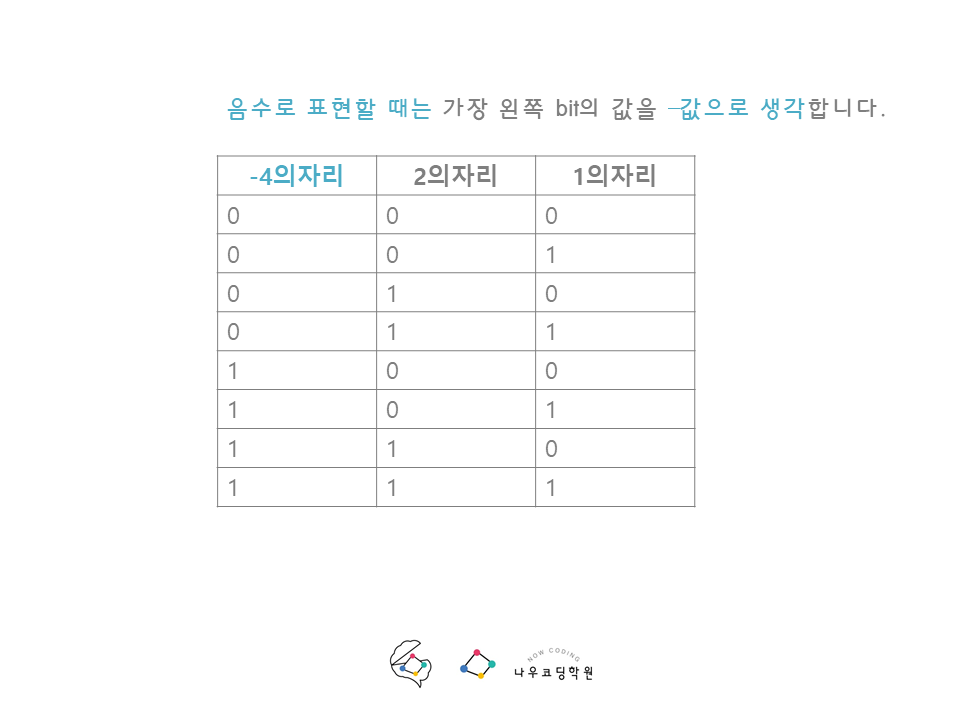 음수로 표현할 때는 가장 왼쪽 bit의 값을 –값으로 생각합니다.
-4의자리 2의자리 1의자리
0 0 0
0 0 1
0 1 0
0 1 1
1 0 0
1 0 1
1 1 0
1 1 1
NOW CODING
나우코딩학원